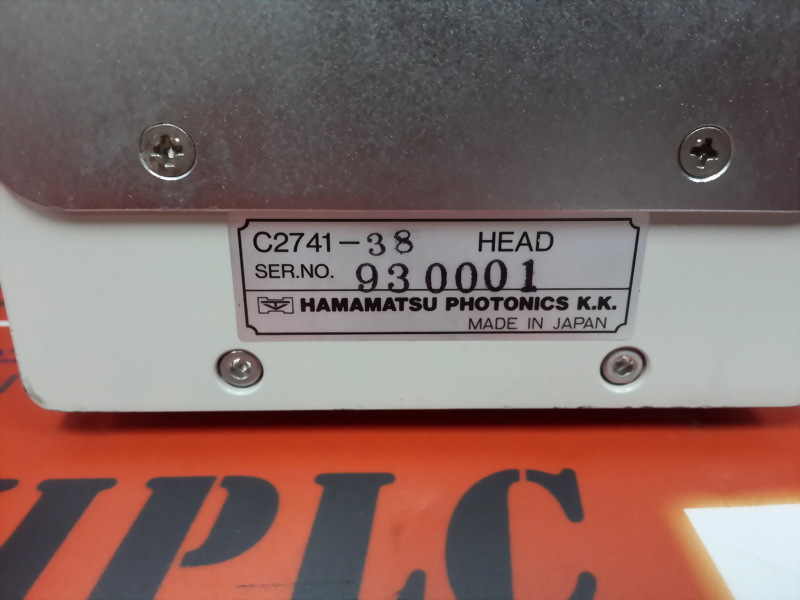 C2741-38 HEAD
SER.NO. 930001
HAMAMATSU PHOTONICS K.K.
MADE IN JAPAN
PLC